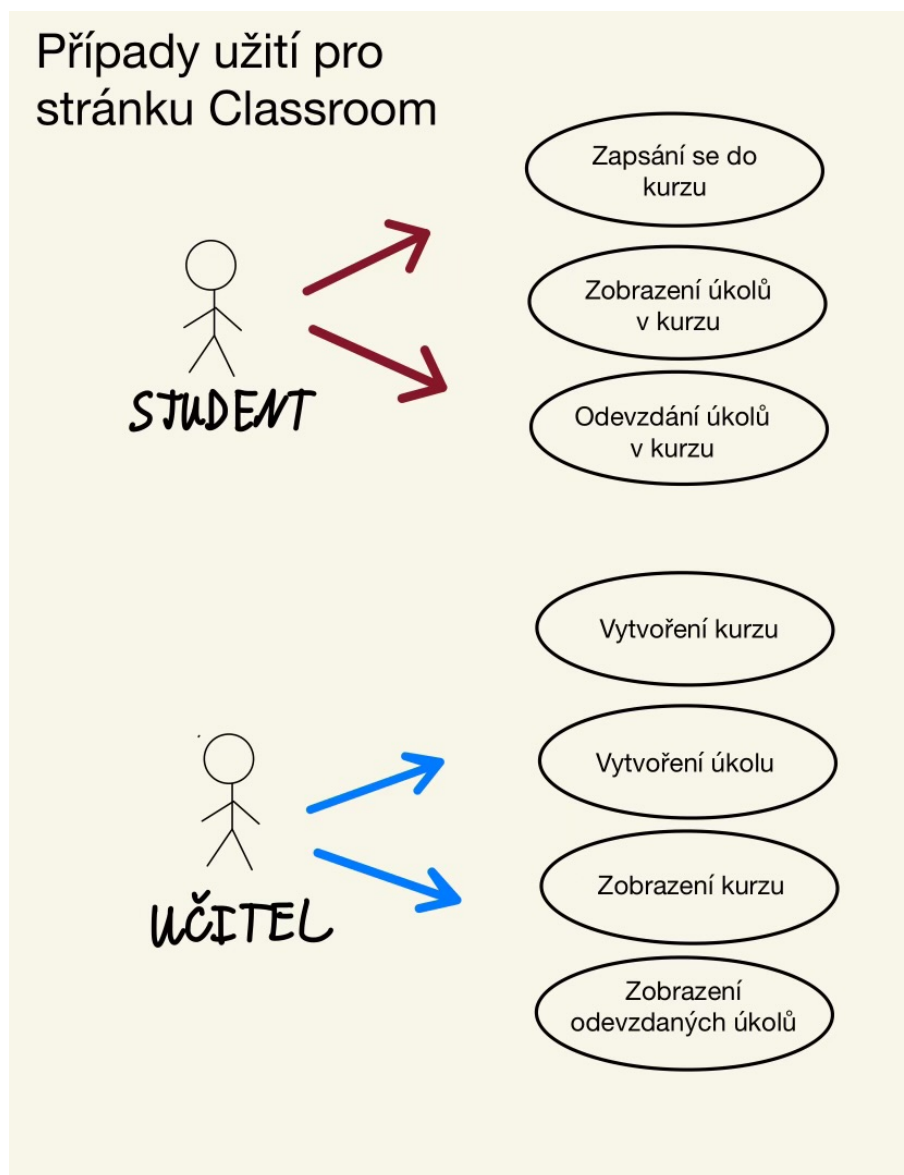 Případy užití pro
stránku Classroom
Zapsání se do
kurzu
Zobrazení úkolů
v kurzu
Odevzdání úkolů
v kurzu
STUDENT
Vytvoření kurzu
Vytvoření úkolu
Zobrazení kurzu
Zobrazení
odevzdaných úkolů
UČITEL